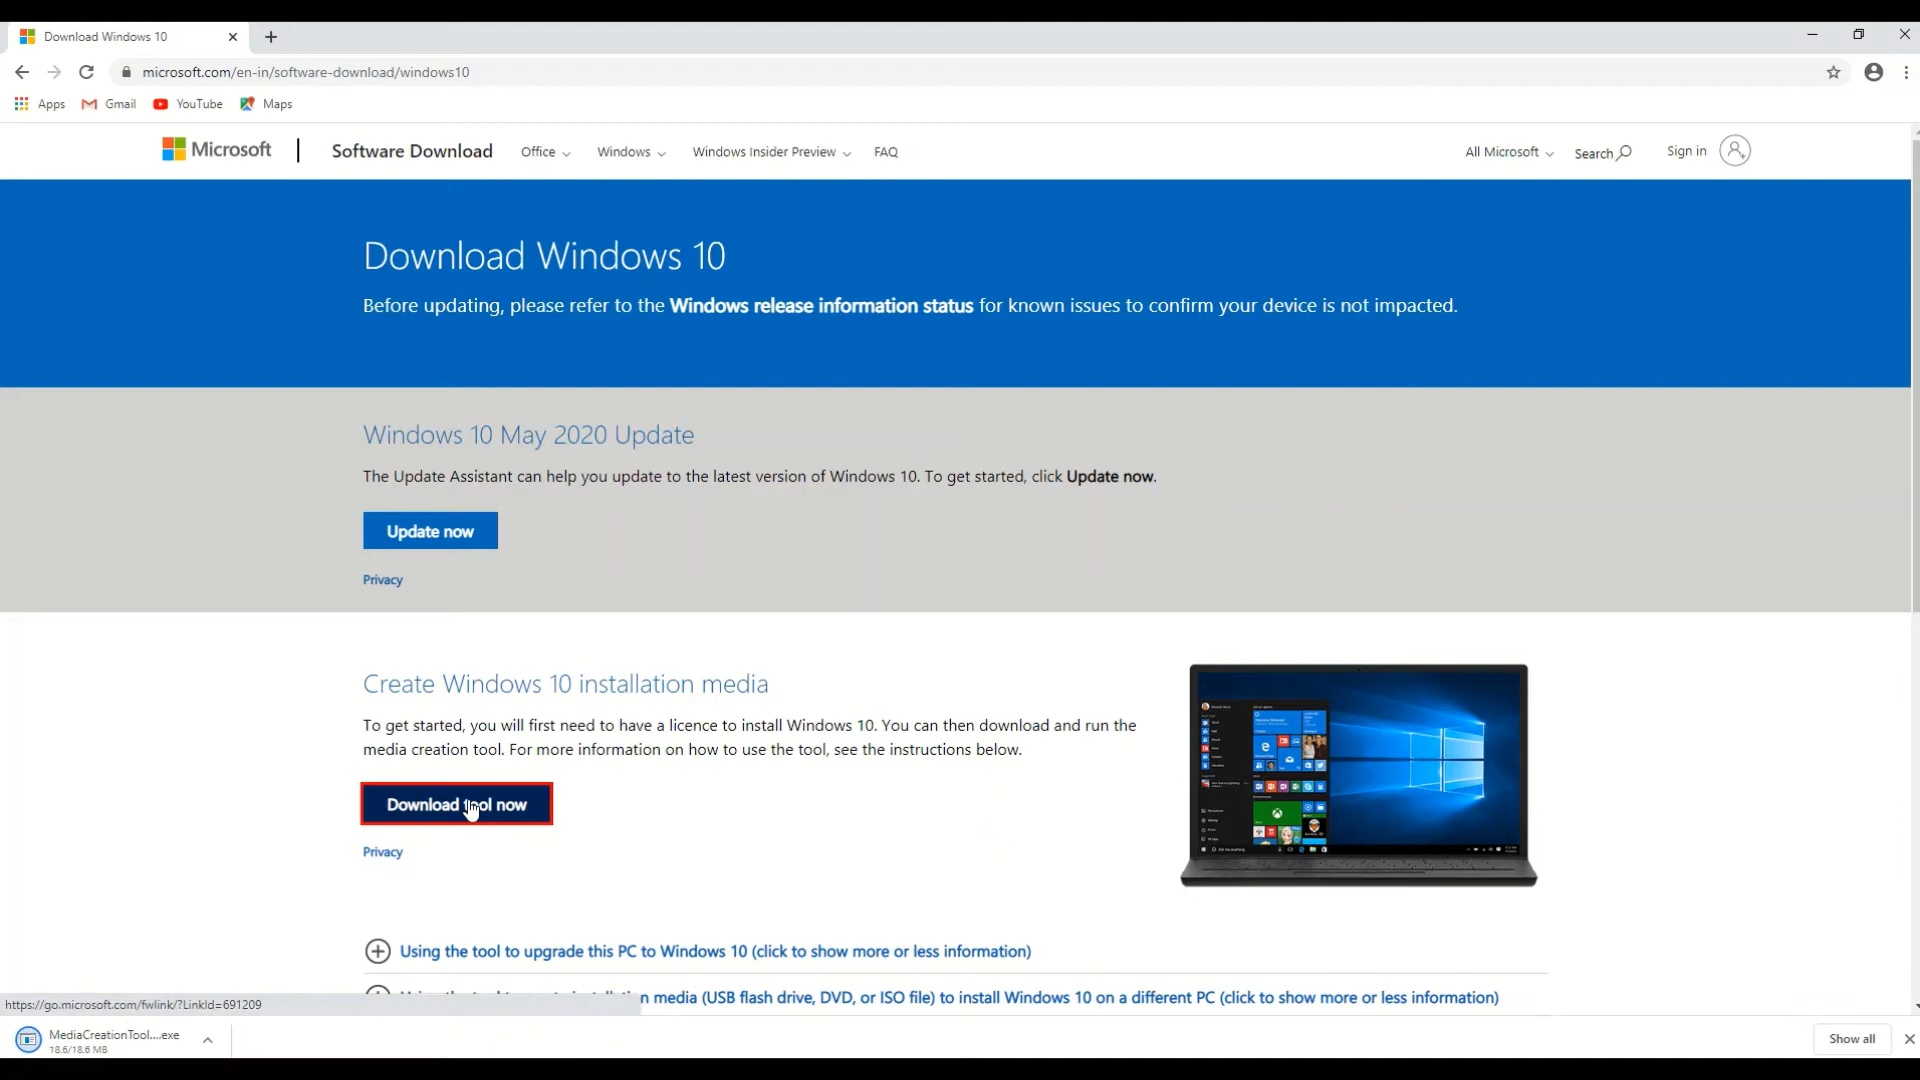 Download Windows 10
microsoft.com/en-in/software-download/windows10
Apps Gmail YouTube Maps
Microsoft Software Download Office Windows Windows Insider Preview FAQ All Microsoft Search Sign in
Download Windows 10
Before updating, please refer to the Windows release information status for known issues to confirm your device is not impacted.
Windows 10 May 2020 Update
The Update Assistant can help you update to the latest version of Windows 10. To get started, click Update now.
Update now
Privacy
Create Windows 10 installation media
To get started, you will first need to have a licence to install Windows 10. You can then download and run the
media creation tool. For more information on how to use the tool, see the instructions below.
Download tool now
Privacy
Using the tool to upgrade this PC to Windows 10 (click to show more or less information)
media (USB flash drive, DVD, or ISO file) to install Windows 10 on a different PC (click to show more or less information)
https://go.microsoft.com/fwlink/?LinkId=691209
MediaCreationTool....exe
18.6/18.6 MB
Show all